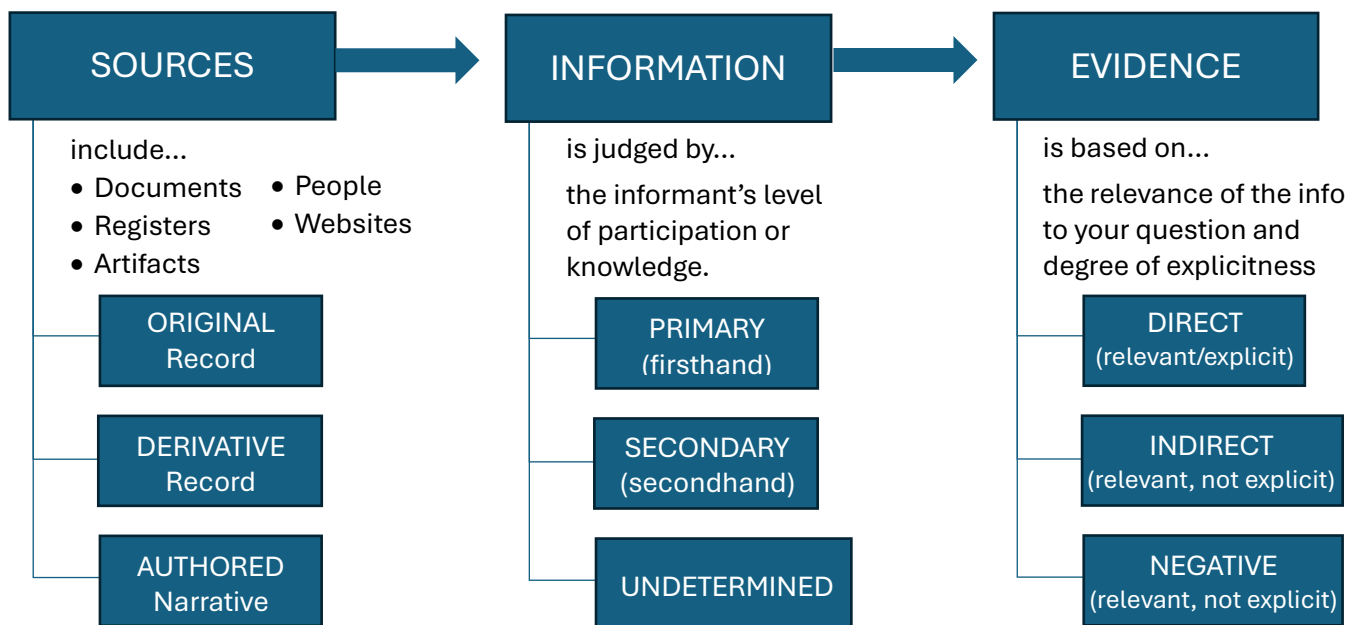 SOURCES
include...
• Documents
• Registers
• Artifacts
• People
• Websites
ORIGINAL
Record
DERIVATIVE
Record
AUTHORED
Narrative
INFORMATION
is judged by...
the informant’s level
of participation or
knowledge.
PRIMARY
(firsthand)
SECONDARY
(secondhand)
UNDETERMINED
EVIDENCE
is based on...
the relevance of the info
to your question and
degree of explicitness
DIRECT
(relevant/explicit)
INDIRECT
(relevant, not explicit)
NEGATIVE
(relevant, not explicit)